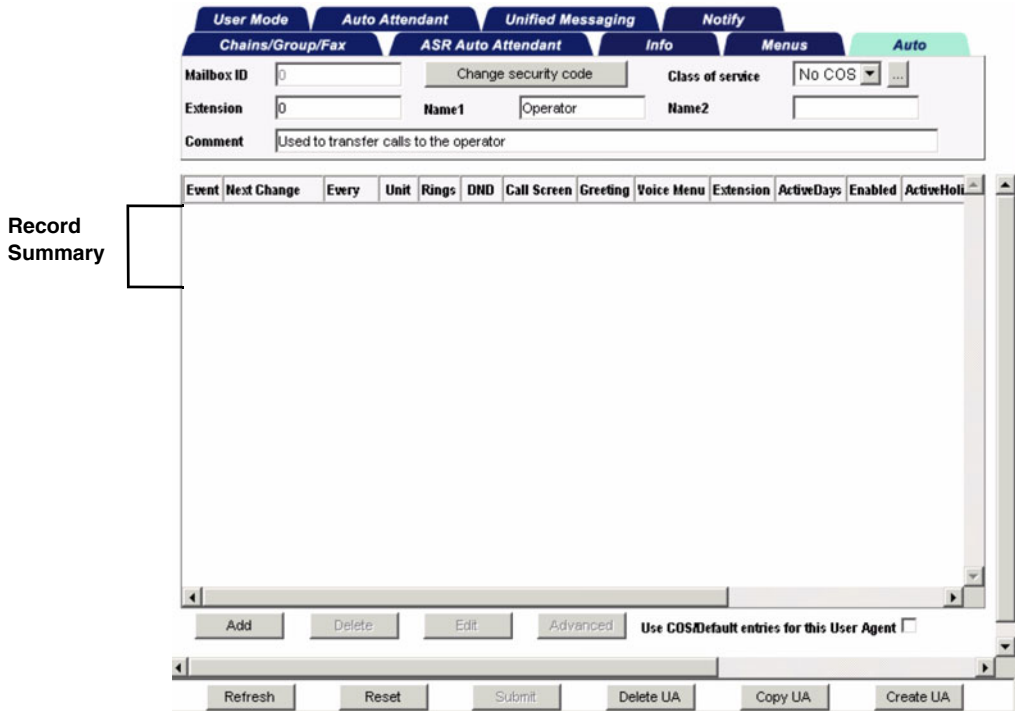 User Mode Auto Attendant Unified Messaging Notify
Chains/Group/Fax ASR Auto Attendant Info Menus Auto
Mailbox ID 0 Change security code Class of service No COS ...
Extension 0 Name1 Operator Name2
Comment Used to transfer calls to the operator
Event Next Change Every Unit Rings DND Call Screen Greeting Voice Menu Extension ActiveDays Enabled ActiveHoli
Record
Summary
Add Delete Edit Advanced Use COS/Default entries for this User Agent
Refresh Reset Submit Delete UA Copy UA Create UA